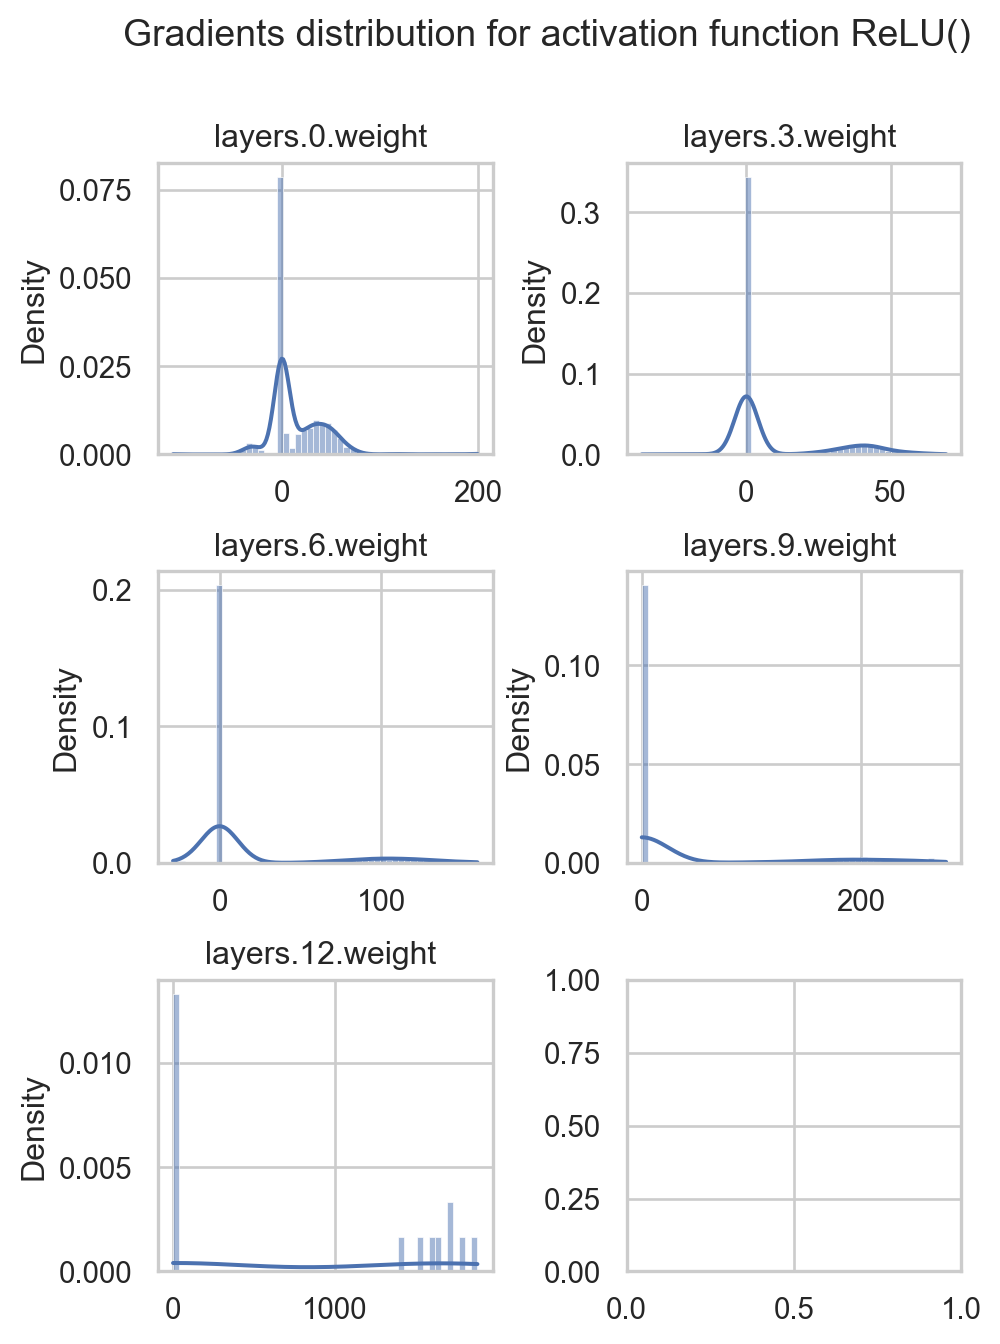 Gradients distribution for activation function ReLU()
layers.0.weight
Density
0.075
0.050
0.025
0.000
0 200
layers.3.weight
Density
0.3
0.2
0.1
0.0
0 50
layers.6.weight
Density
0.2
0.1
0.0
0 100
layers.9.weight
Density
0.10
0.05
0.00
0 200
layers.12.weight
Density
0.010
0.005
0.000
0 1000
1.00
0.75
0.50
0.25
0.00
0.0 0.5 1.0